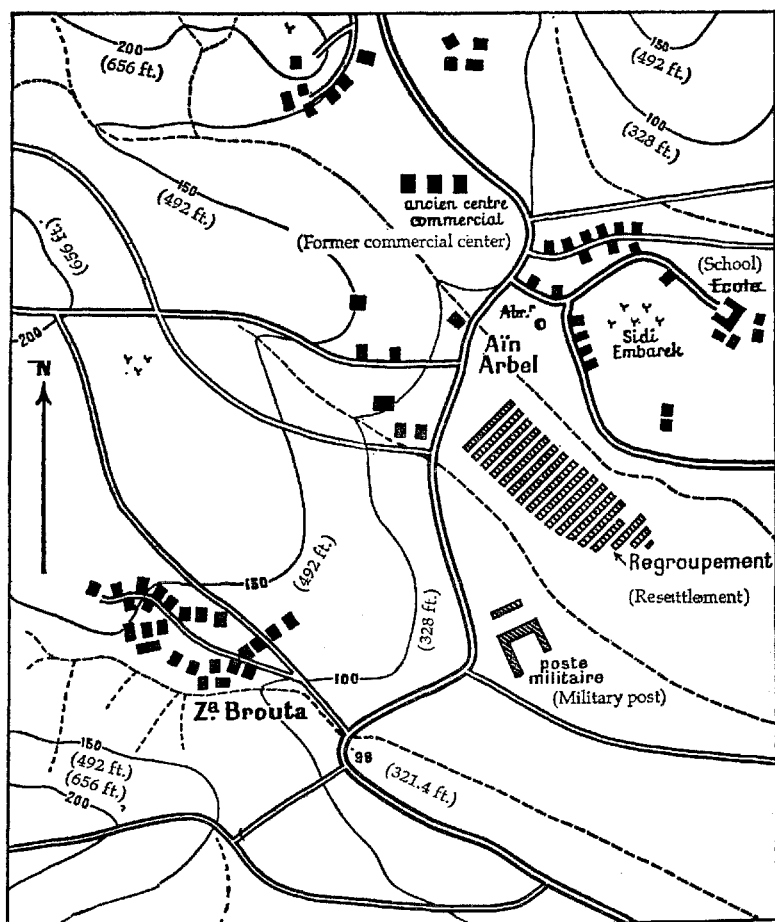 200
(656 ft.)
150
(492 ft.)
100
(328 ft.)
150
(492 ft.)
ancien centre
commercial
(Former commercial center)
(656 ft.)
200
(School)
Ecole
Abr.r
Aïn
Arbel
Sidi
Embarek
N
Regroupement
(Resettlement)
150
(492 ft.)
(328 ft.)
100
poste
militaire
(Military post)
Za. Brouta
98
(321.4 ft.)
150
(492 ft.)
(656 ft.)
200